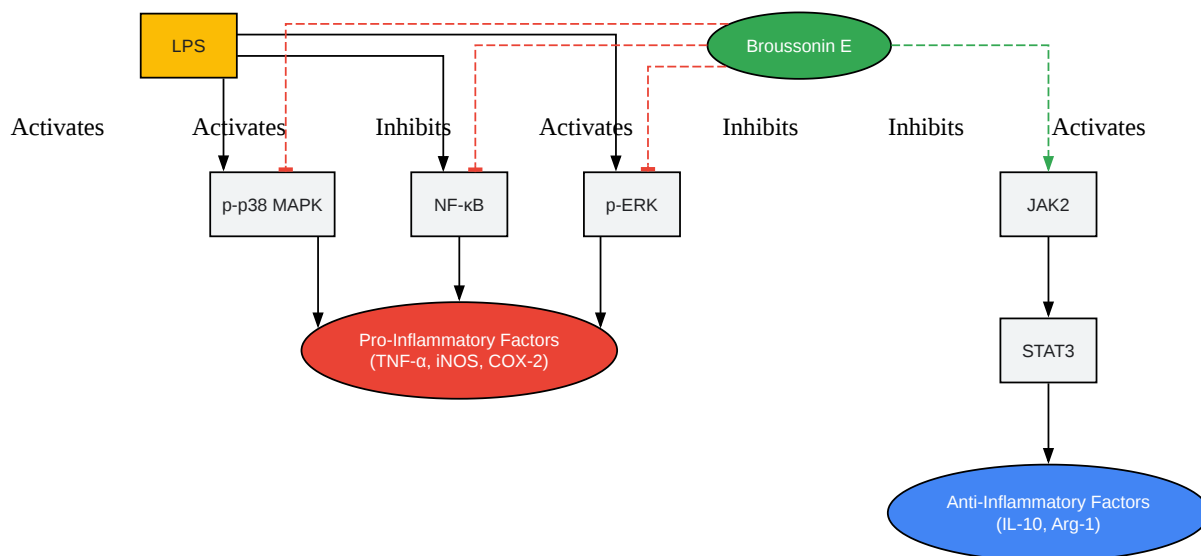 LPS
Broussonin E
Activates
Activates
Inhibits
Activates
Inhibits
Inhibits
Activates
p-p38 MAPK
NF-κB
p-ERK
JAK2
Pro-Inflammatory Factors
(TNF-α, iNOS, COX-2)
STAT3
Anti-Inflammatory Factors
(IL-10, Arg-1)